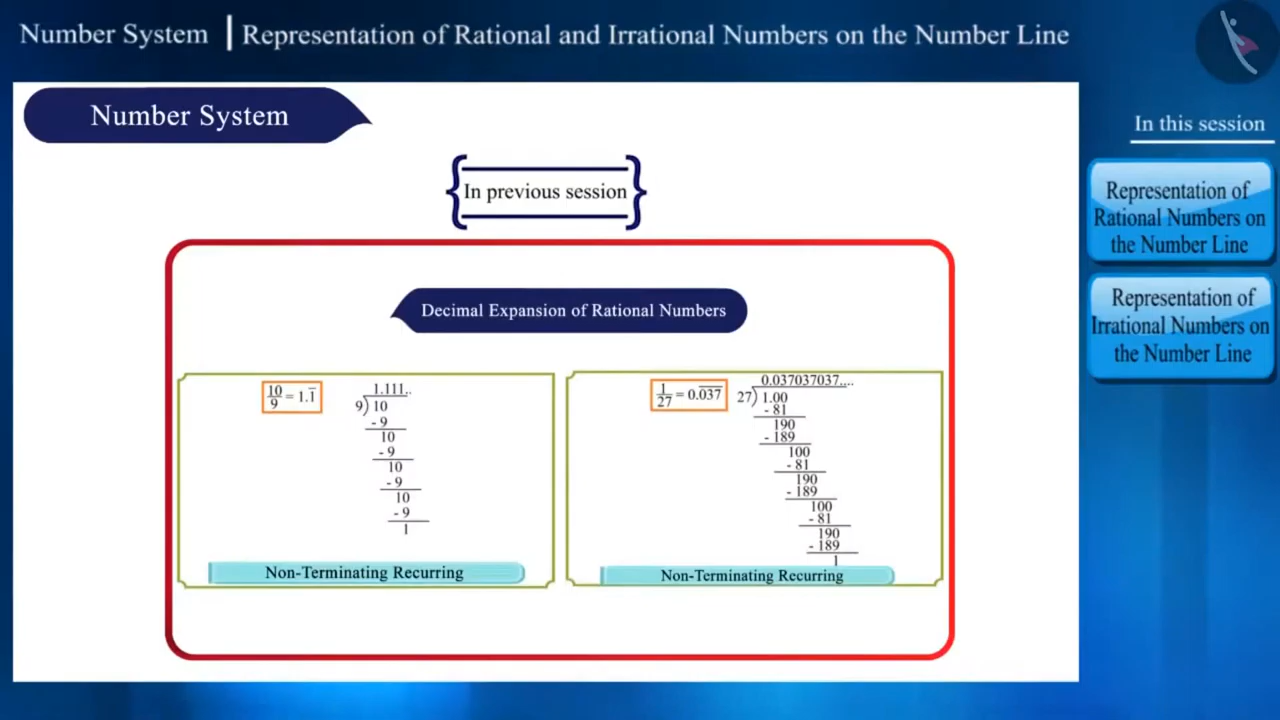 Number System | Representation of Rational and Irrational Numbers on the Number Line
In this session
Representation of
Rational Numbers on
the Number Line
Representation of
Irrational Numbers on
the Number Line
Number System
In previous session
Decimal Expansion of Rational Numbers
10/9 = 1.1̅
1.111..
9) 10
- 9
10
- 9
10
- 9
10
- 9
1
Non-Terminating Recurring
1/27 = 0.0̅3̅7̅
0.037037037....
27) 1.00
- 81
190
- 189
100
- 81
190
- 189
100
- 81
190
- 189
1
Non-Terminating Recurring